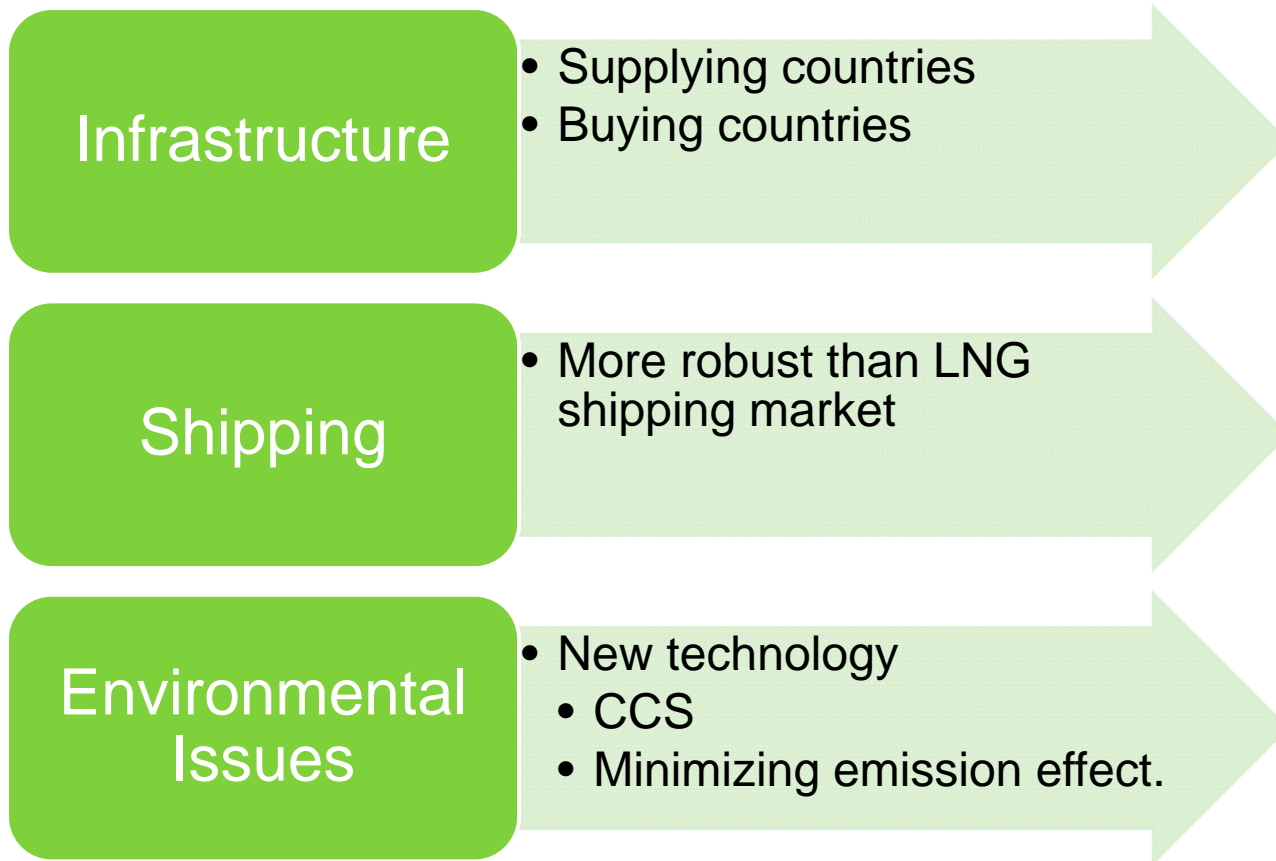 Infrastructure
• Supplying countries
• Buying countries
Shipping
• More robust than LNG
shipping market
Environmental
Issues
• New technology
• CCS
• Minimizing emission effect.